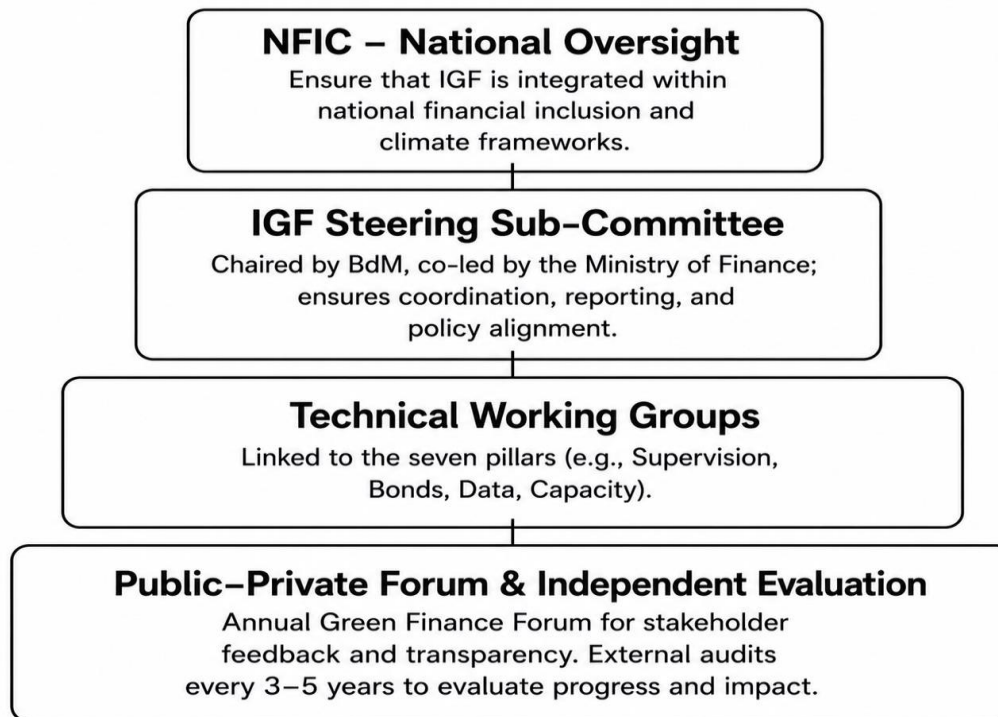 NFIC – National Oversight
Ensure that IGF is integrated within
national financial inclusion and
climate frameworks.
IGF Steering Sub-Committee
Chaired by BdM, co-led by the Ministry of Finance;
ensures coordination, reporting, and
policy alignment.
Technical Working Groups
Linked to the seven pillars (e.g., Supervision,
Bonds, Data, Capacity).
Public-Private Forum & Independent Evaluation
Annual Green Finance Forum for stakeholder
feedback and transparency. External audits
every 3–5 years to evaluate progress and impact.